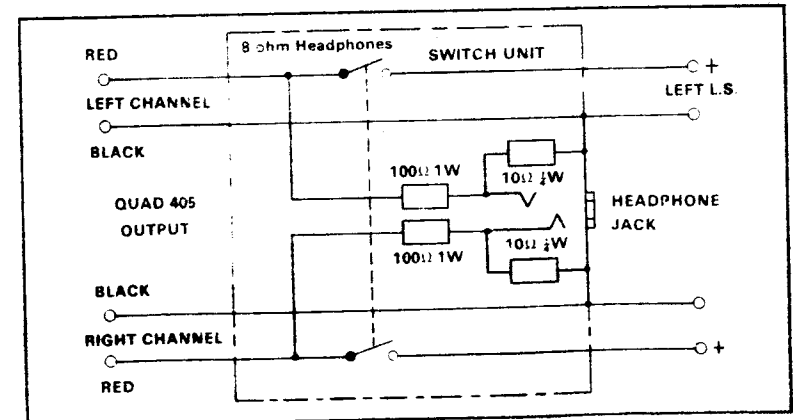 RED
8 ohm Headphones
SWITCH UNIT
+
LEFT CHANNEL
LEFT L.S.
BLACK
100Ω 1W
10Ω ¼W
QUAD 405
OUTPUT
HEADPHONE
JACK
10Ω ¼W
100Ω 1W
BLACK
RIGHT CHANNEL
+
RED